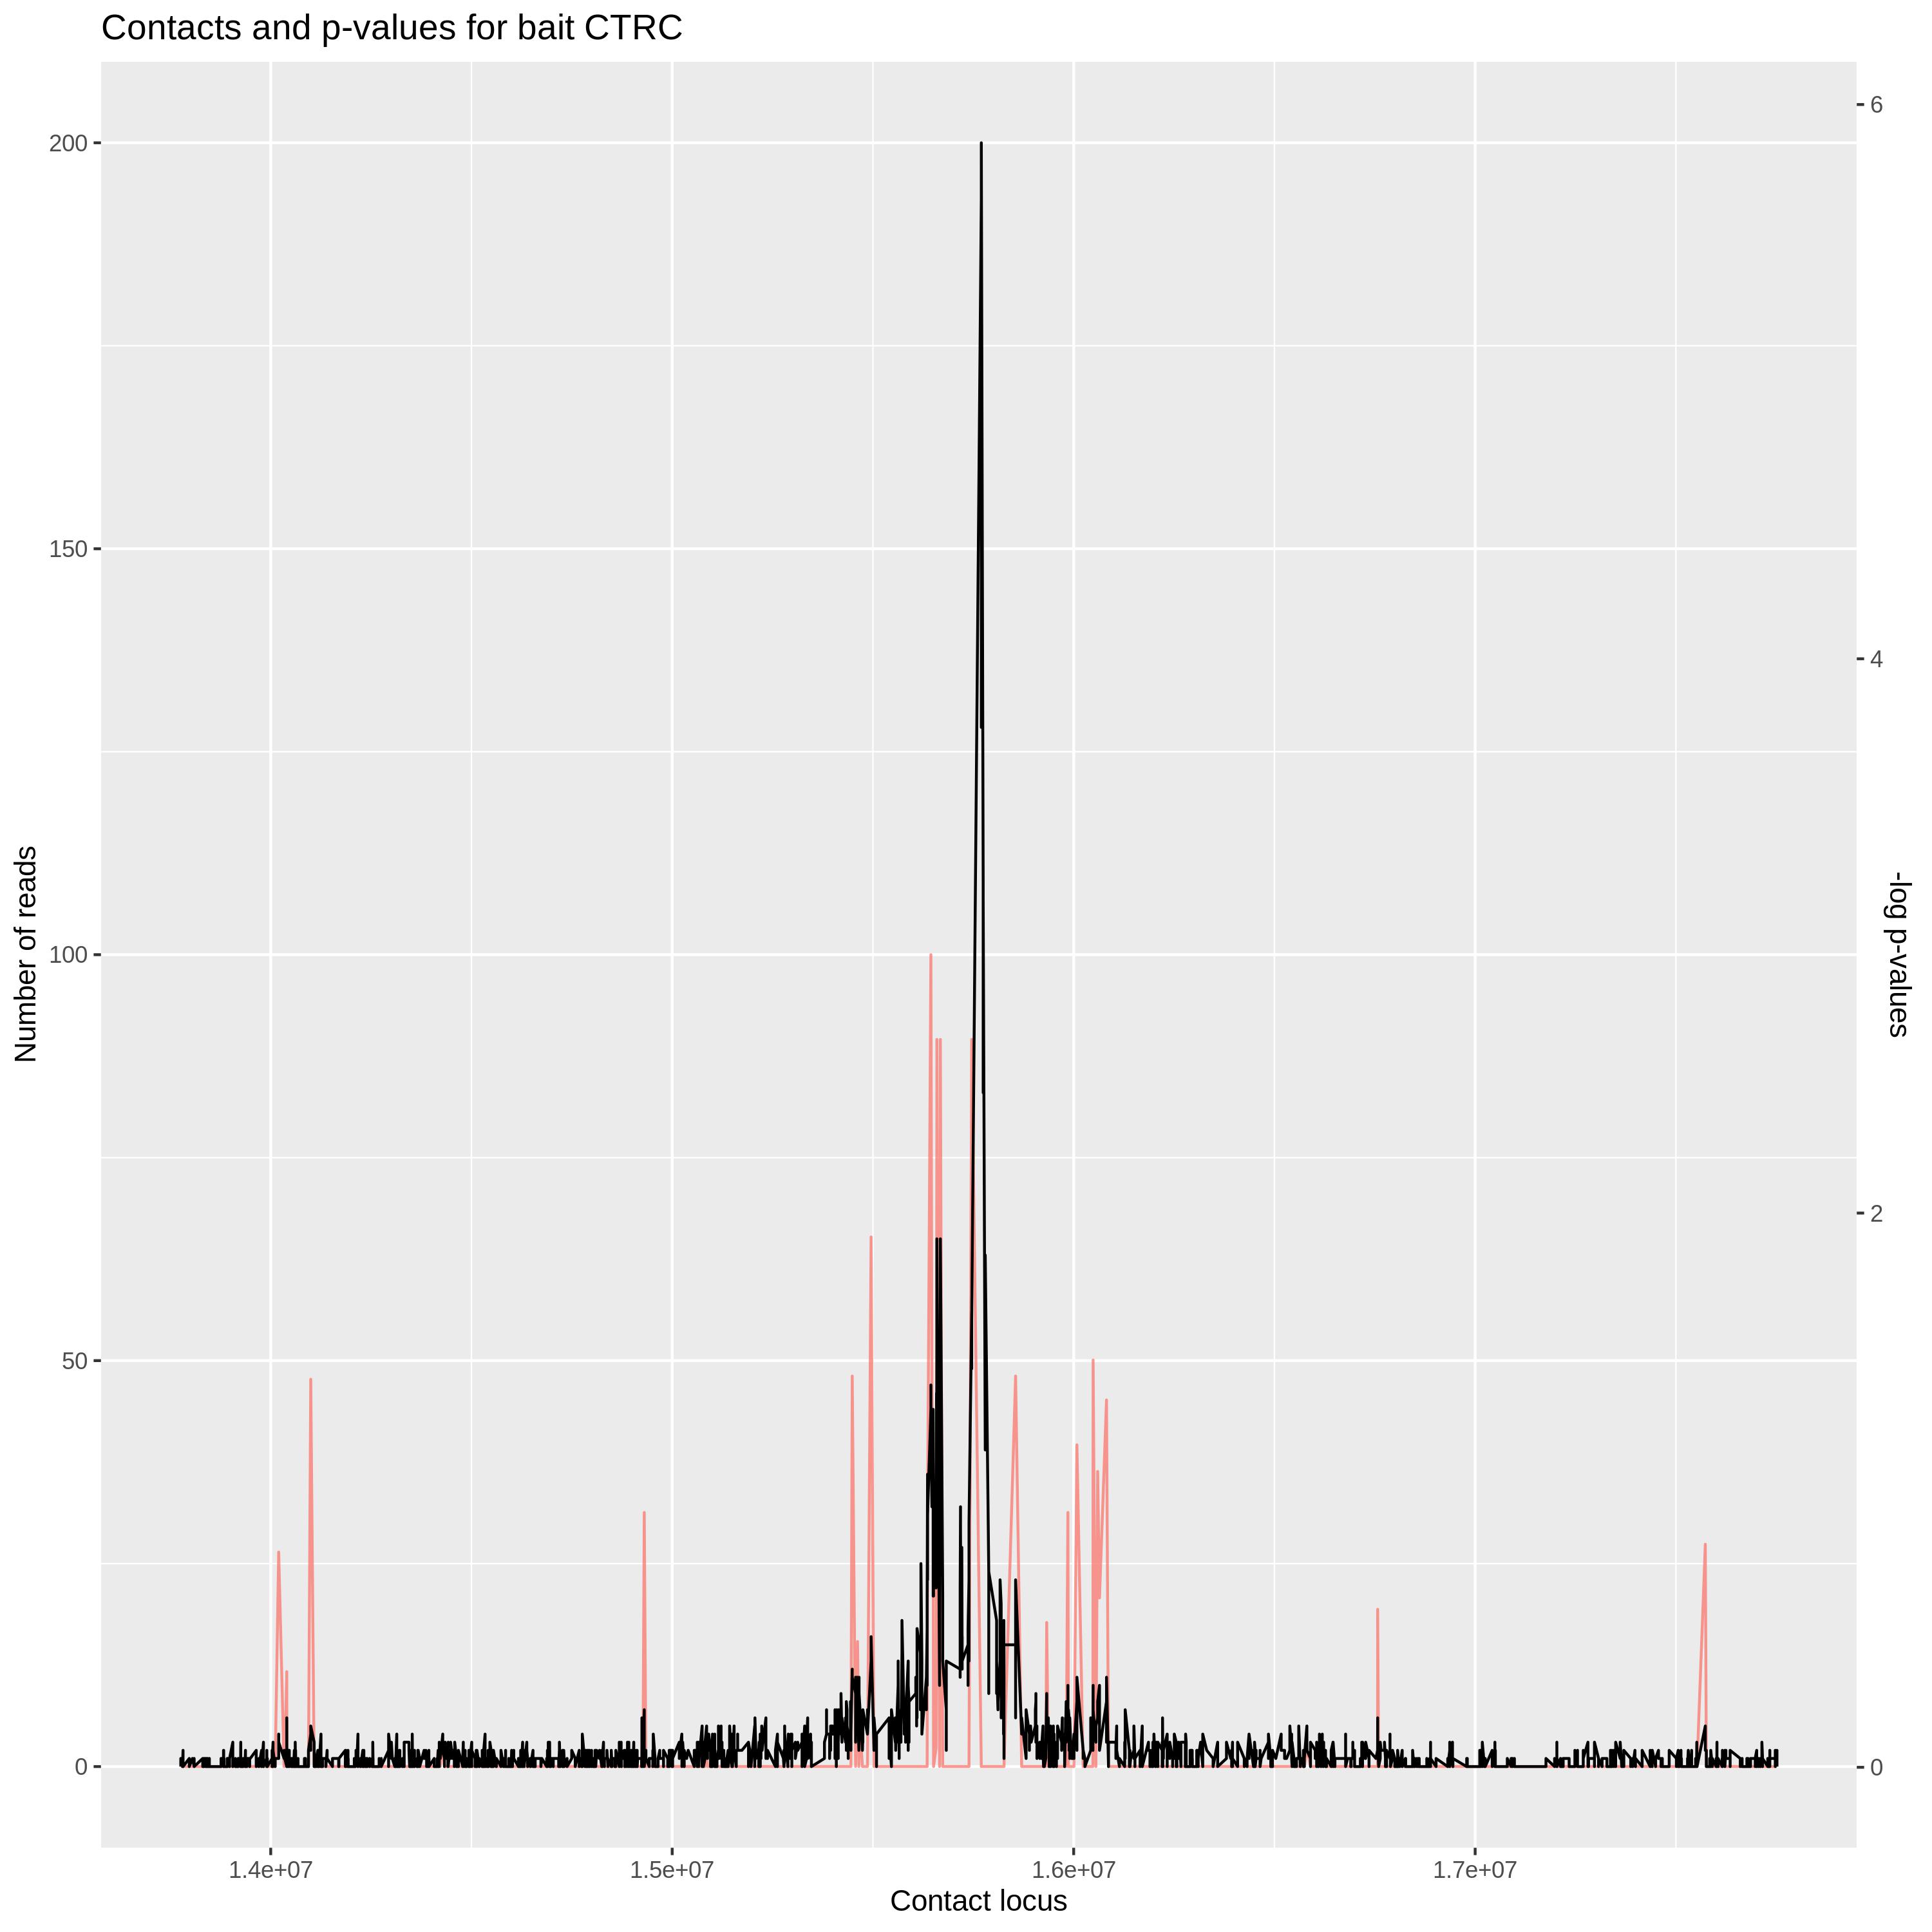 Contacts and p-values for bait CTRC
200
150
100
50
0
Number of reads
6
4
2
0
-log p-values
1.4e+07
1.5e+07
1.6e+07
1.7e+07
Contact locus